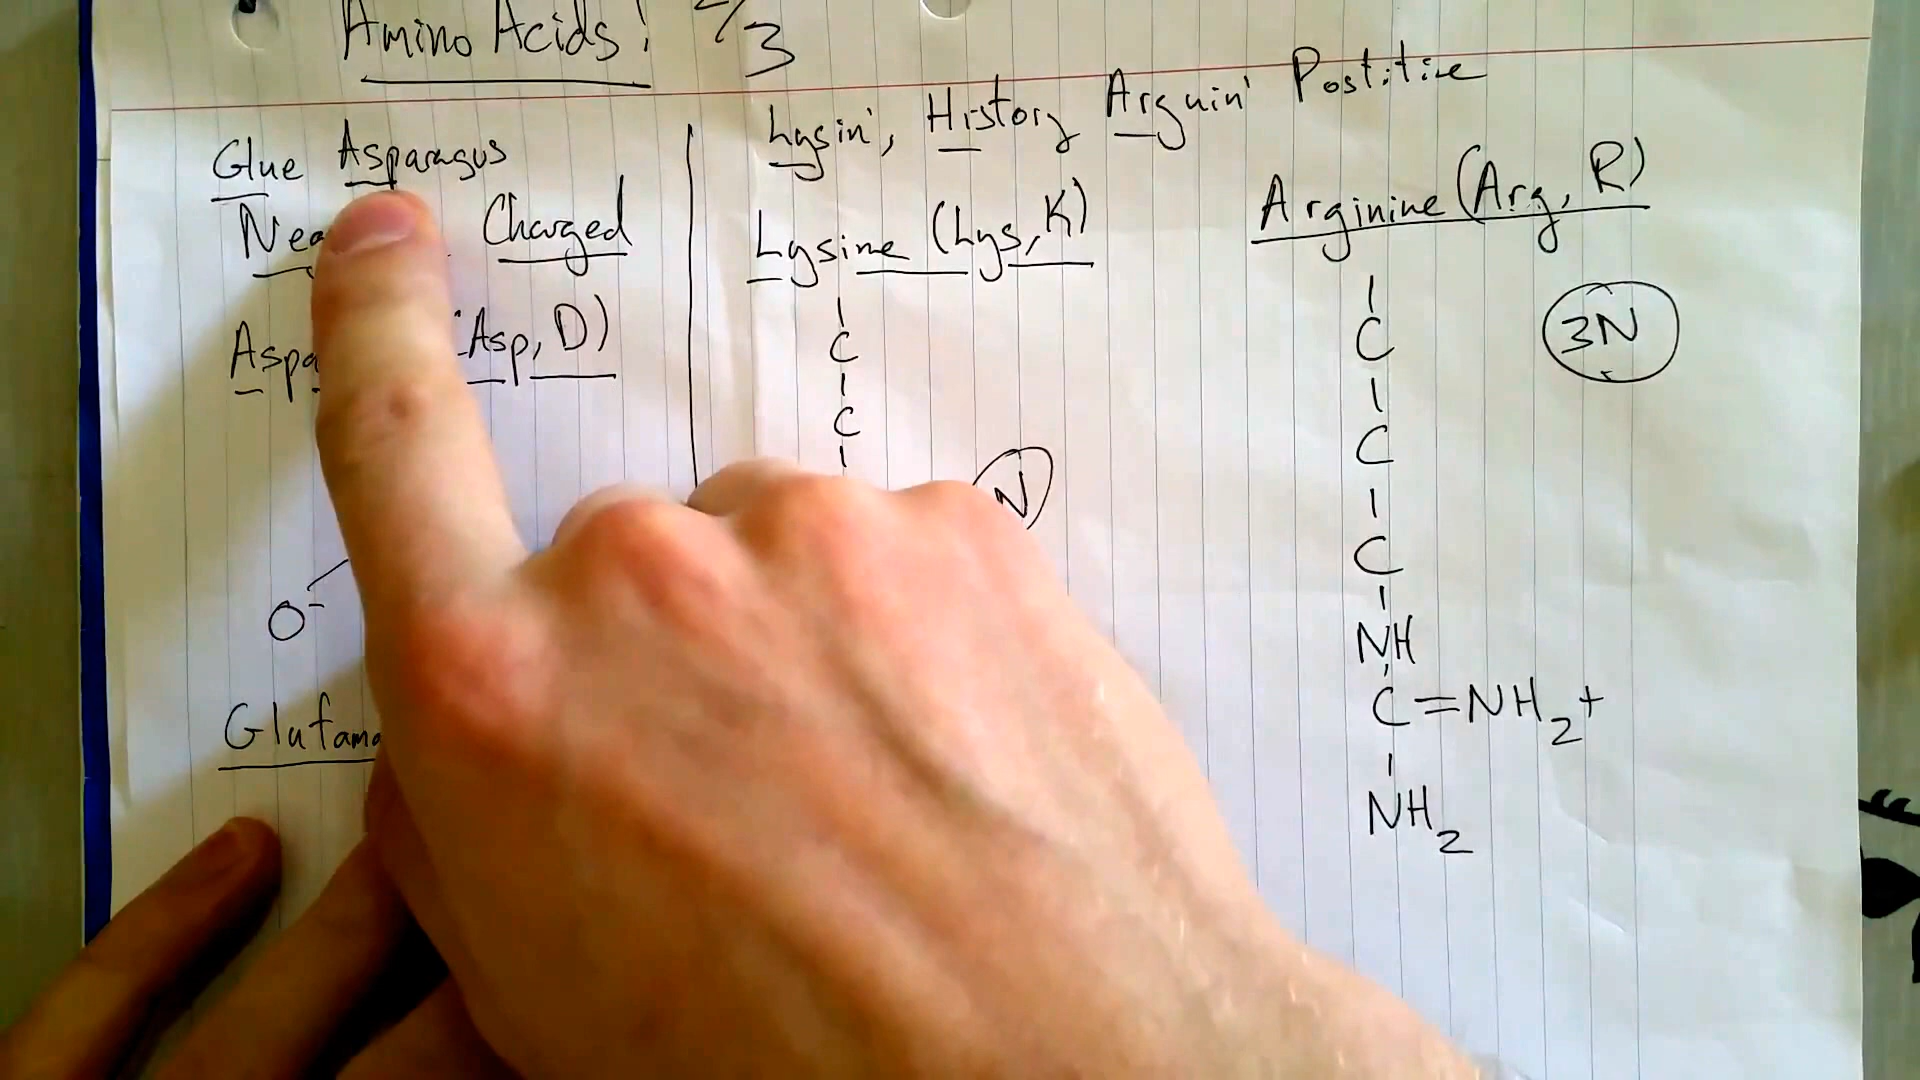 Amino Acids! 2/3
Glue Asparagus
Charged
Asp, D)
O-
Lysin', History Arguin' Postitive
Lysine (Lys, K)
C
C
N
Arginine (Arg, R)
3N
C
C
C
NH
C=NH2+
NH2